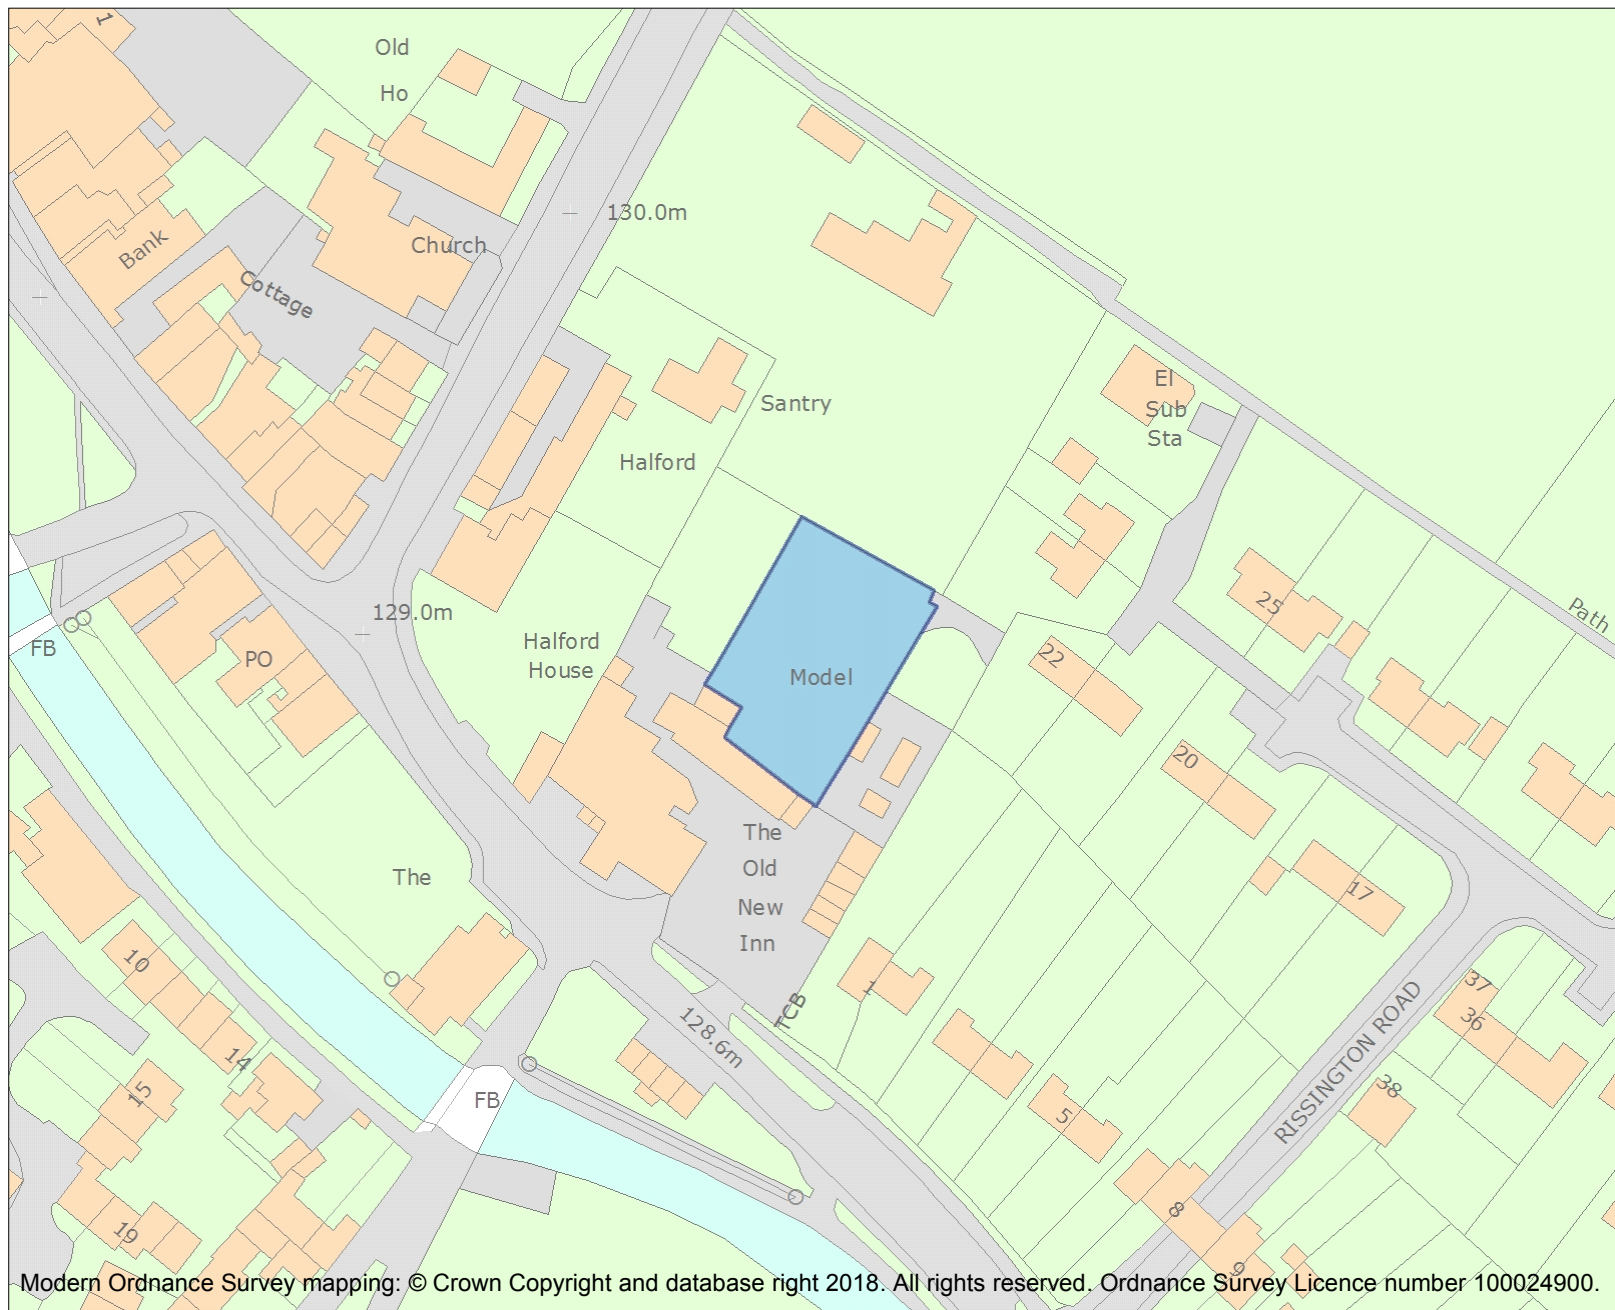 1
Old
Ho
130.0m
Church
Bank
Cottage
Santry
Halford
El
Sub
Sta
Path
25
129.0m
Halford
House
FB
PO
Model
22
20
17
The
Old
New
Inn
The
10
14
15
19
FB
TCB
128.6m
1
5
8
9
RISSINGTON ROAD
37
36
38
Modern Ordnance Survey mapping: © Crown Copyright and database right 2018. All rights reserved. Ordnance Survey Licence number 100024900.